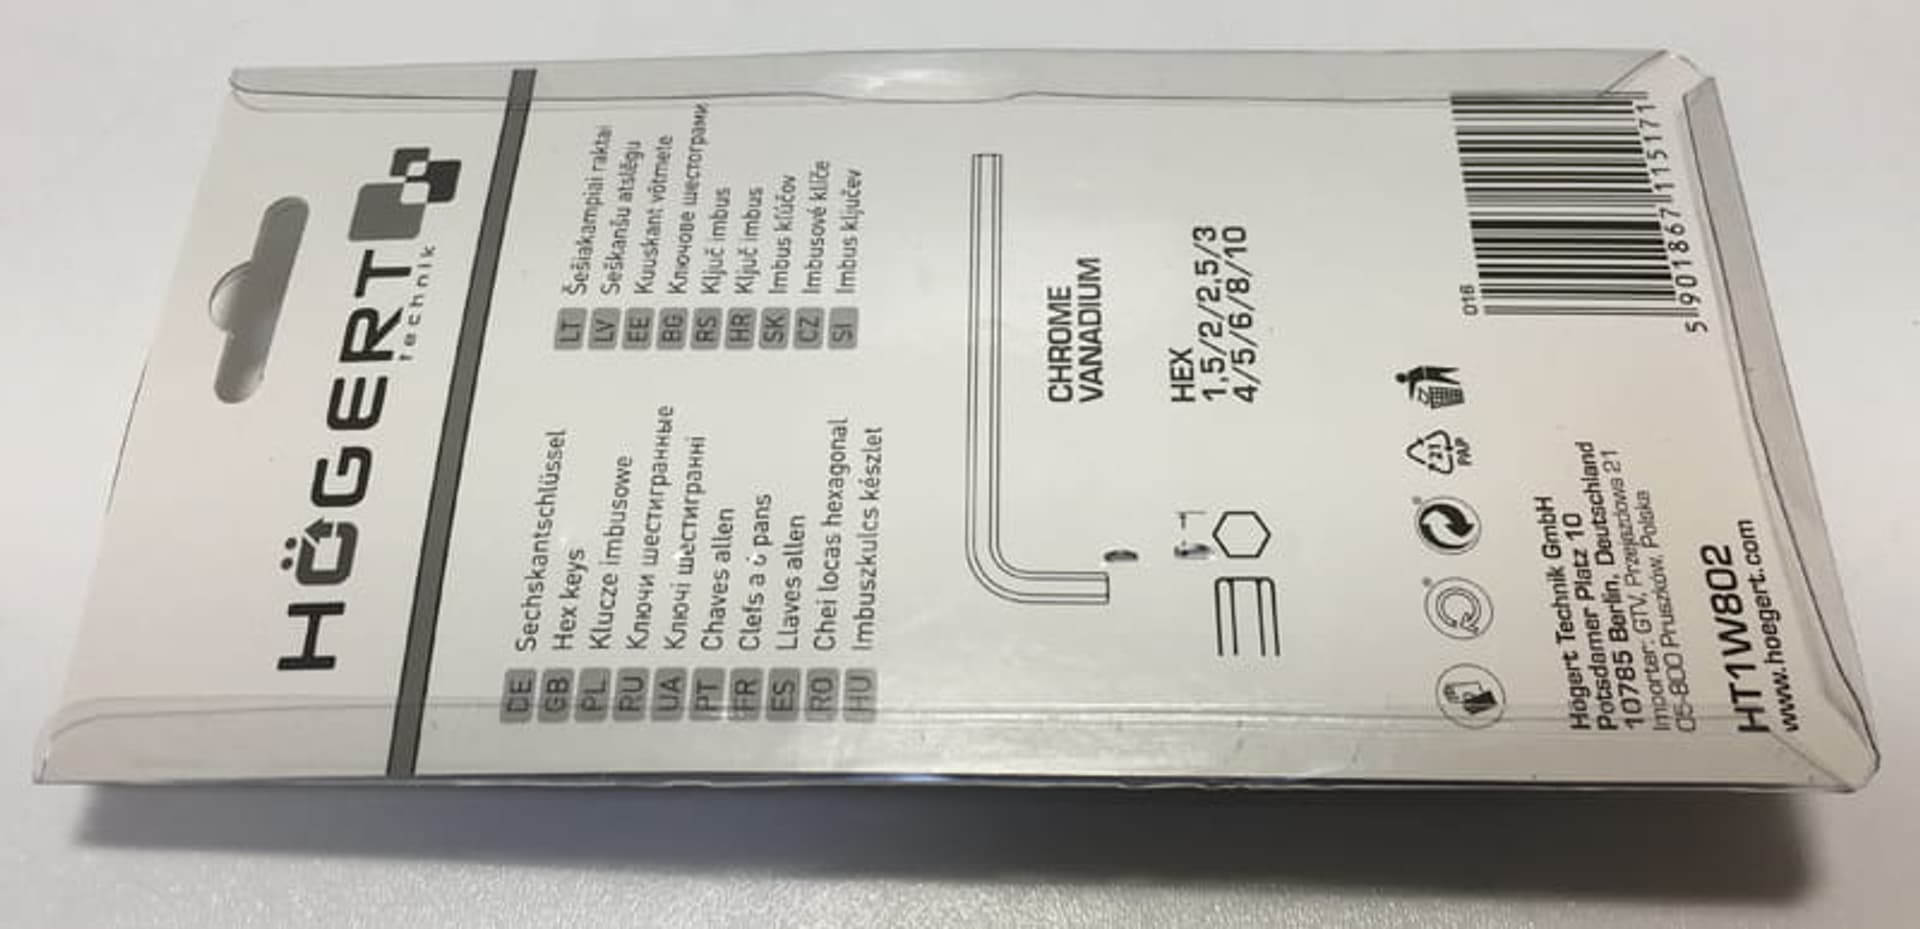 HÖGERT
technik
DE Sechskantschlüssel
GB Hex keys
PL Klucze imbusowe
RU Ключи шестигранные
UA Ключі шестигранні
PT Chaves allen
FR Clefs a 6 pans
ES Llaves allen
RO Chei locas hexagonal
HU Imbuszkulcs készlet
LT Šešiakampiai raktai
LV Seškanšu atslēgu
EE Kuuskant võtmete
BG Ключове шестограми
RS Ključ imbus
HR Ključ imbus
SK Imbus kľúčov
CZ Imbusové klíče
SI Imbus ključev
CHROME
VANADIUM
HEX
1,5/2/2,5/3
4/5/6/8/10
21
PAP
Högert Technik GmbH
Potsdamer Platz 10
10785 Berlin, Deutschland
Importer: GTV, Przejazdowa 21
05-800 Pruszków, Polska
HT1W802
www.hoegert.com
016
5 901867 115171